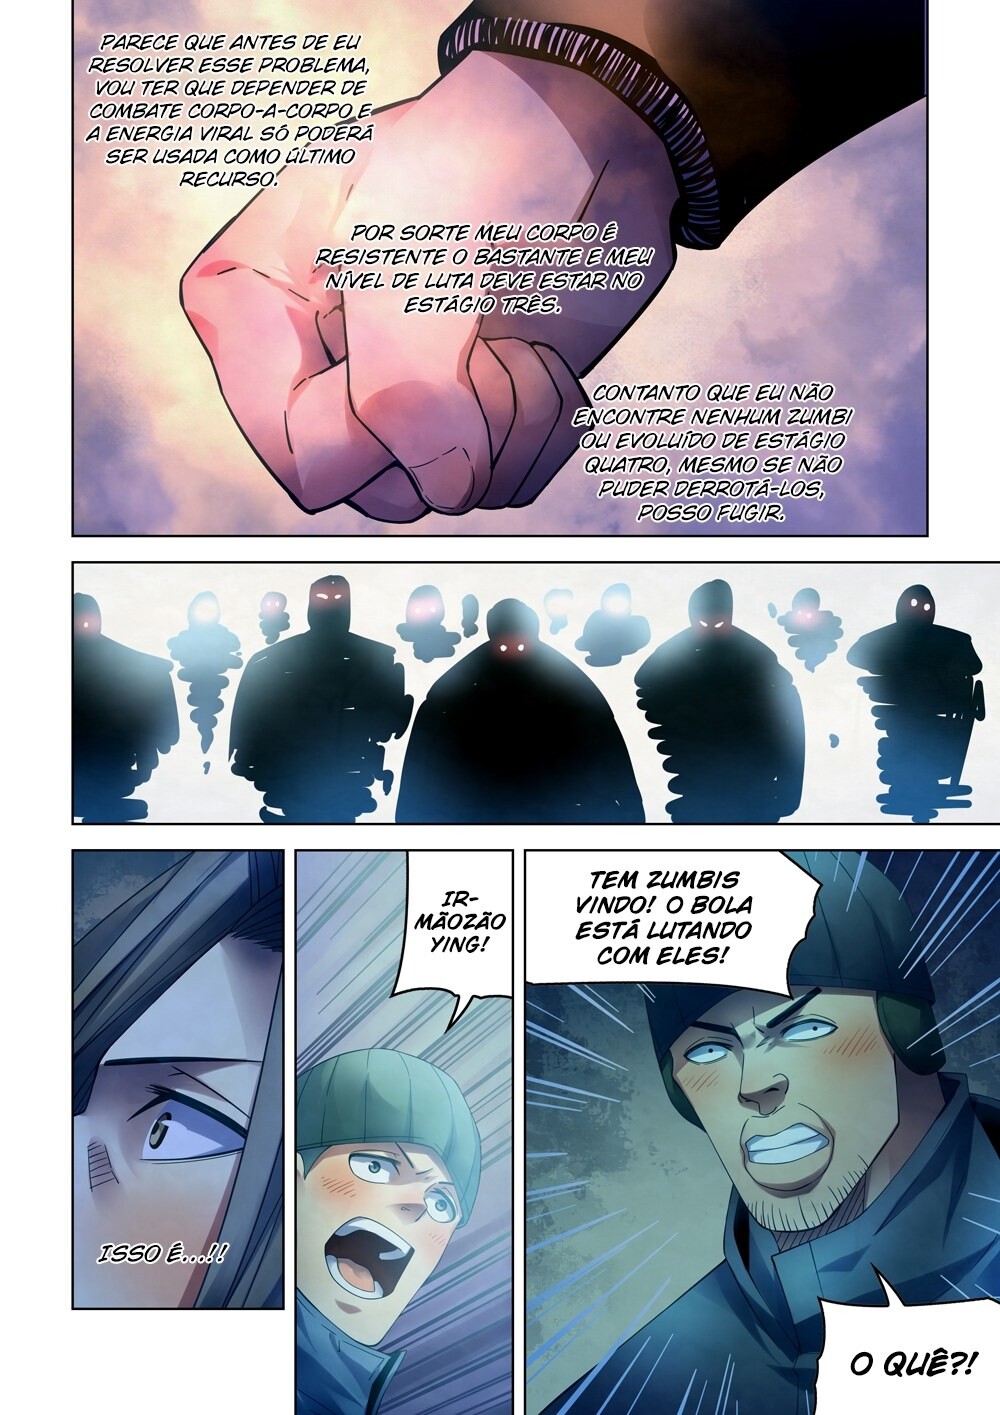 PARECE QUE ANTES DE EU
RESOLVER ESSE PROBLEMA,
VOU TER QUE DEPENDER DE
COMBATE CORPO-A-CORPO E
A ENERGIA VIRAL SÓ PODERÁ
SER USADA COMO ÚLTIMO
RECURSO.
POR SORTE MEU CORPO É
RESISTENTE O BASTANTE E MEU
NÍVEL DE LUTA DEVE ESTAR NO
ESTÁGIO TRÊS.
CONTANTO QUE EU NÃO
ENCONTRE NENHUM ZUMBI
OU EVOLUÍDO DE ESTÁGIO
QUATRO, MESMO SE NÃO
PUDER DERROTÁ-LOS,
POSSO FUGIR.
ISSO É...!!
IR-
MÃOZÃO
YING!
TEM ZUMBIS
VINDO! O BOLA
ESTÁ LUTANDO
COM ELES!
O QUÊ?!